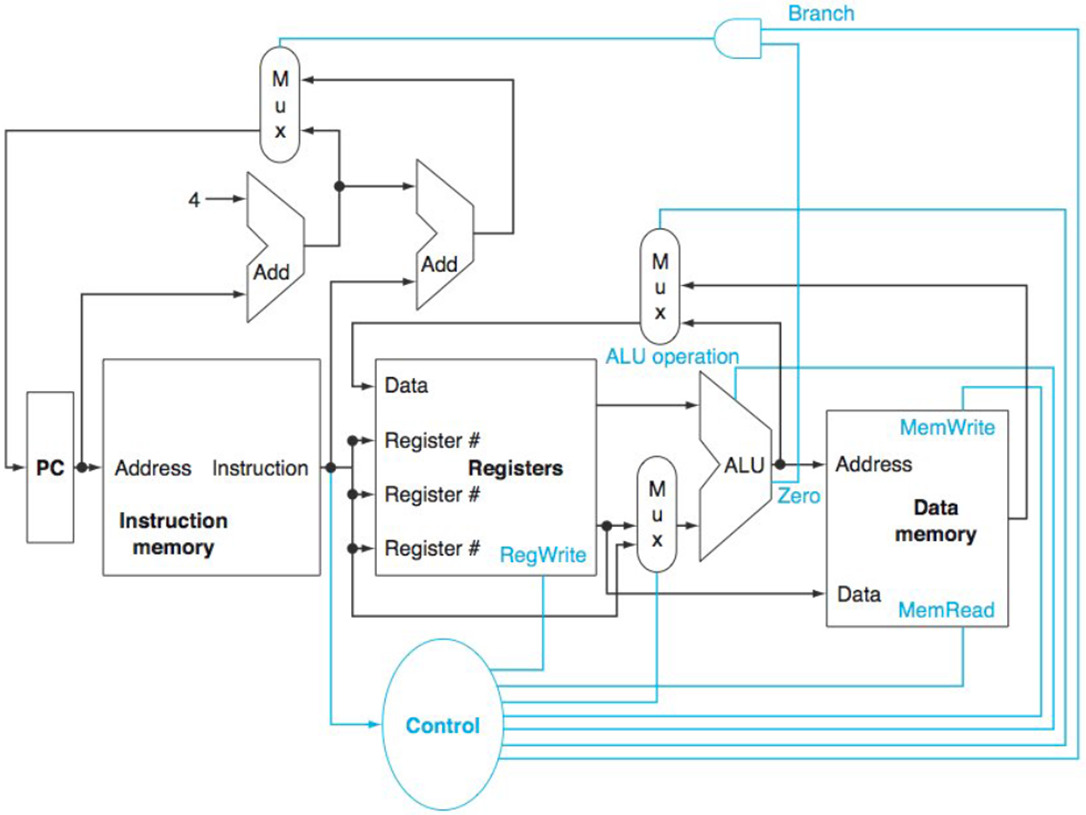 Branch
M
u
x
4
Add
Add
M
u
x
ALU operation
Data
Register #
Registers
Register #
Register #
RegWrite
PC
Address
Instruction
Instruction
memory
M
u
x
ALU
Zero
MemWrite
Address
Data
memory
Data
MemRead
Control